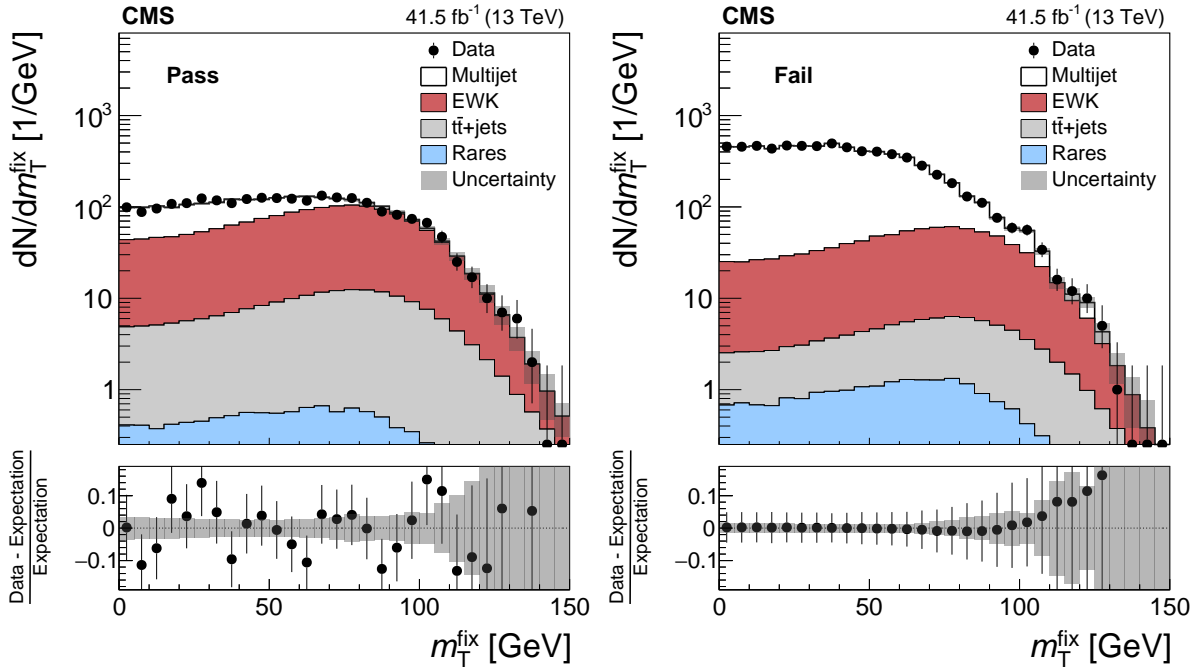 CMS 41.5 fb⁻¹ (13 TeV)
Pass
Data
Multijet
EWK
tt̄+jets
Rares
Uncertainty
dN/dm_T^fix [1/GeV]
10³
10²
10
1
Data - Expectation
Expectation
0.1
0
−0.1
0 50 100 150
m_T^fix [GeV]
CMS 41.5 fb⁻¹ (13 TeV)
Fail
Data
Multijet
EWK
tt̄+jets
Rares
Uncertainty
dN/dm_T^fix [1/GeV]
10³
10²
10
1
Data - Expectation
Expectation
0.1
0
−0.1
0 50 100 150
m_T^fix [GeV]